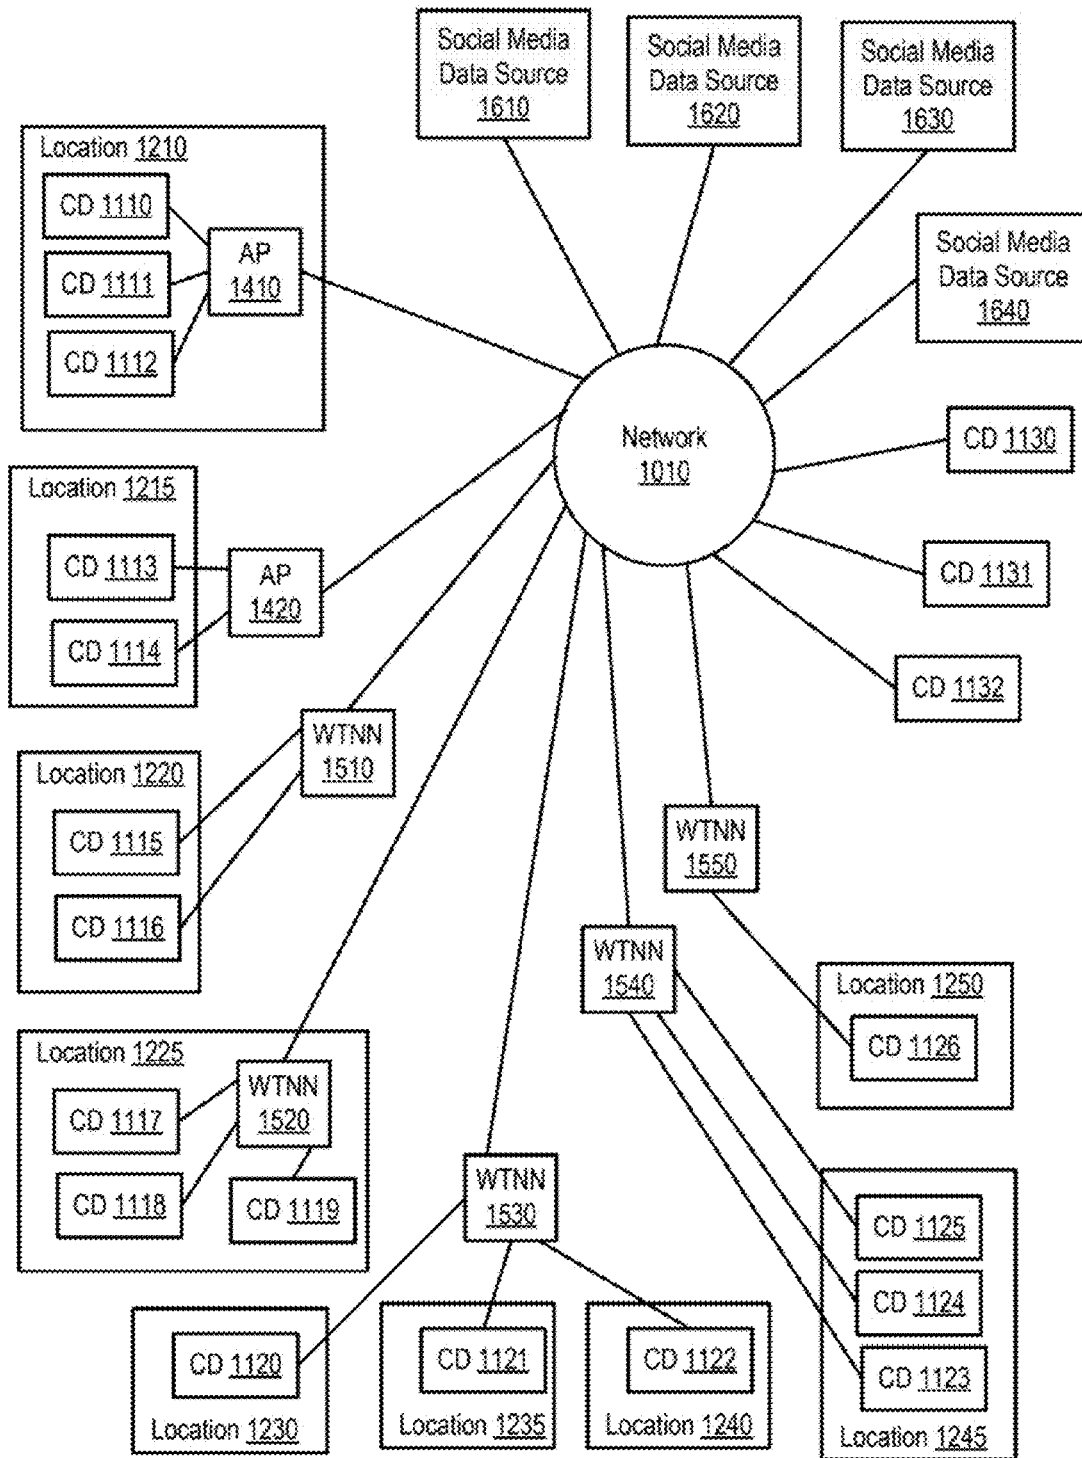 Social Media
Data Source
1610
Social Media
Data Source
1620
Social Media
Data Source
1630
Social Media
Data Source
1640
Location 1210
CD 1110
CD 1111
CD 1112
AP
1410
Network
1010
CD 1130
CD 1131
CD 1132
Location 1215
CD 1113
CD 1114
AP
1420
WTNN
1510
Location 1220
CD 1115
CD 1116
WTNN
1550
WTNN
1540
Location 1250
CD 1126
Location 1225
CD 1117
CD 1118
WTNN
1520
CD 1119
WTNN
1530
CD 1125
CD 1124
CD 1123
Location 1245
CD 1120
Location 1230
CD 1121
Location 1235
CD 1122
Location 1240